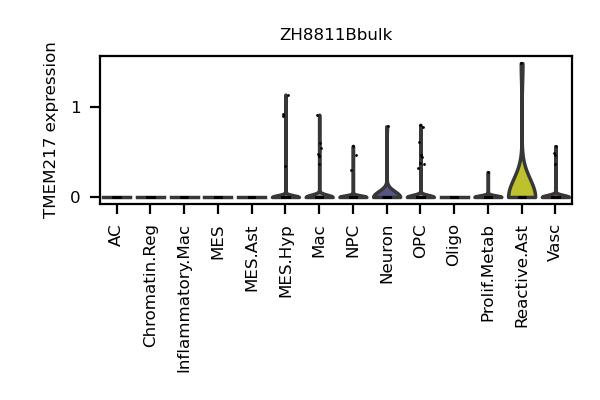 ZH8811Bbulk
TMEM217 expression
1
0
AC
Chromatin.Reg
Inflammatory.Mac
MES
MES.Ast
MES.Hyp
Mac
NPC
Neuron
OPC
Oligo
Prolif.Metab
Reactive.Ast
Vasc